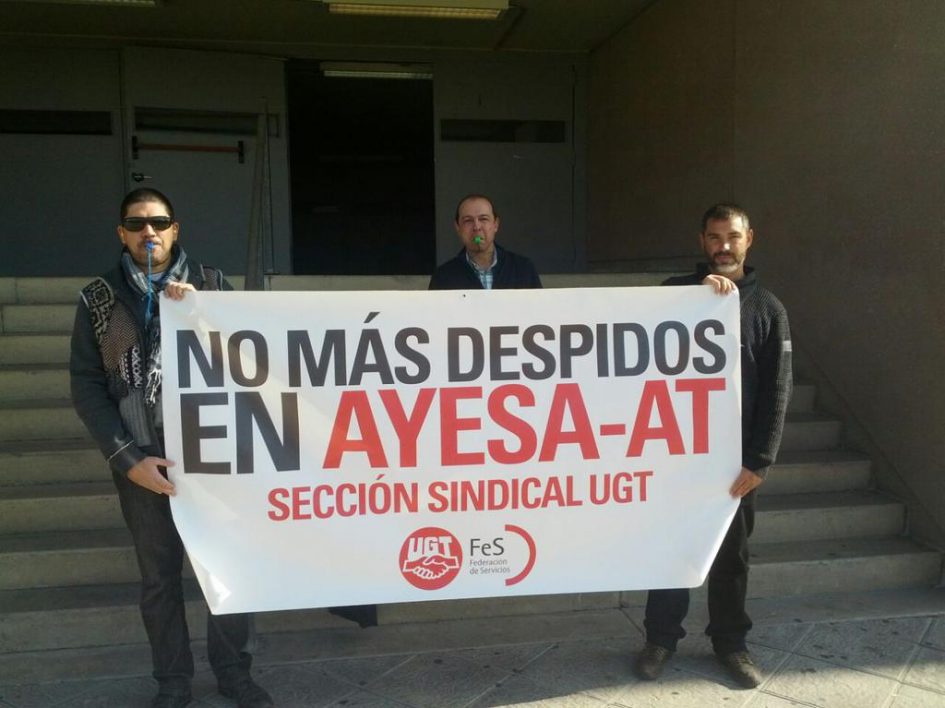 NO MÁS DESPIDOS
EN AYESA-AT
SECCIÓN SINDICAL UGT
UGT
FeS
Federación
de Servicios